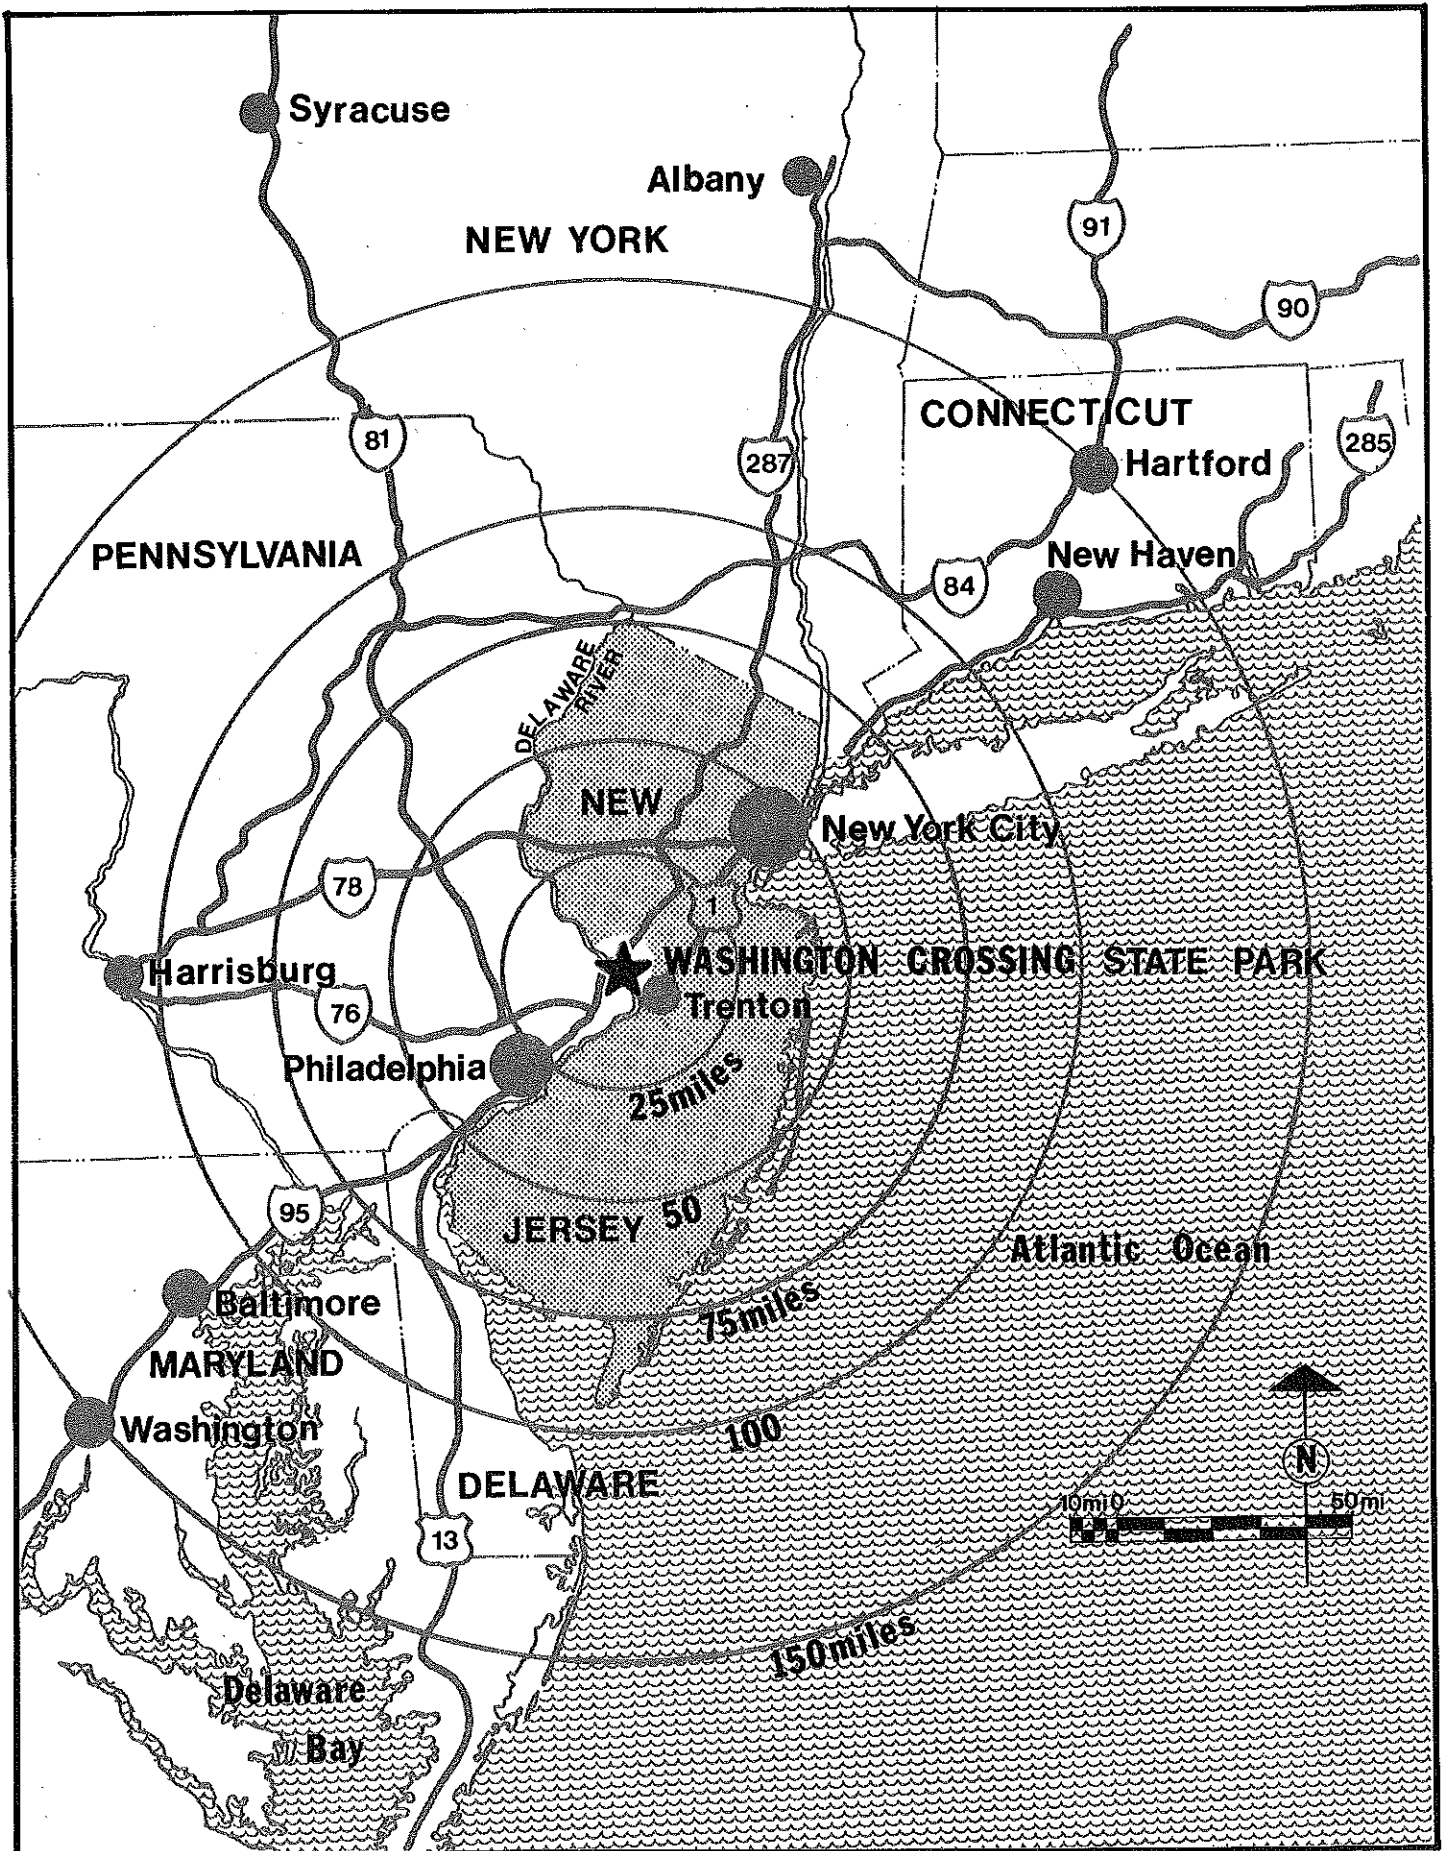 Syracuse
Albany
NEW YORK
91
90
CONNECTICUT
81
287
285
Hartford
PENNSYLVANIA
New Haven
84
DELAWARE
RIVER
NEW
New York City
78
1
WASHINGTON CROSSING STATE PARK
Harrisburg
76
Trenton
Philadelphia
25miles
95
JERSEY
50
Atlantic Ocean
Baltimore
75miles
MARYLAND
Washington
100
N
DELAWARE
10mi 0
50mi
13
150miles
Delaware
Bay